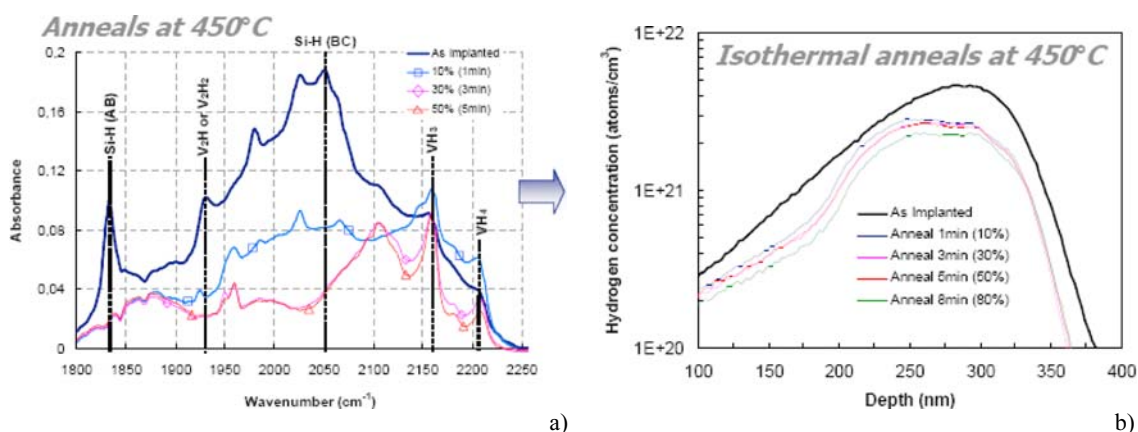 Anneals at 450°C
Si-H (BC)
As Implanted
10% (1min)
30% (3min)
50% (5min)
Si-H (AB)
V₂H or V₂H₂
VH₃
VH₄
0.2
0.16
0.12
0.08
0.04
0
Absorbance
1800 1850 1900 1950 2000 2050 2100 2150 2200 2250
Wavenumber (cm⁻¹)
a)
Isothermal anneals at 450°C
1E+22
1E+21
1E+20
Hydrogen concentration (atoms/cm³)
As Implanted
Anneal 1min (10%)
Anneal 3min (30%)
Anneal 5min (50%)
Anneal 8min (80%)
100 150 200 250 300 350 400
Depth (nm)
b)